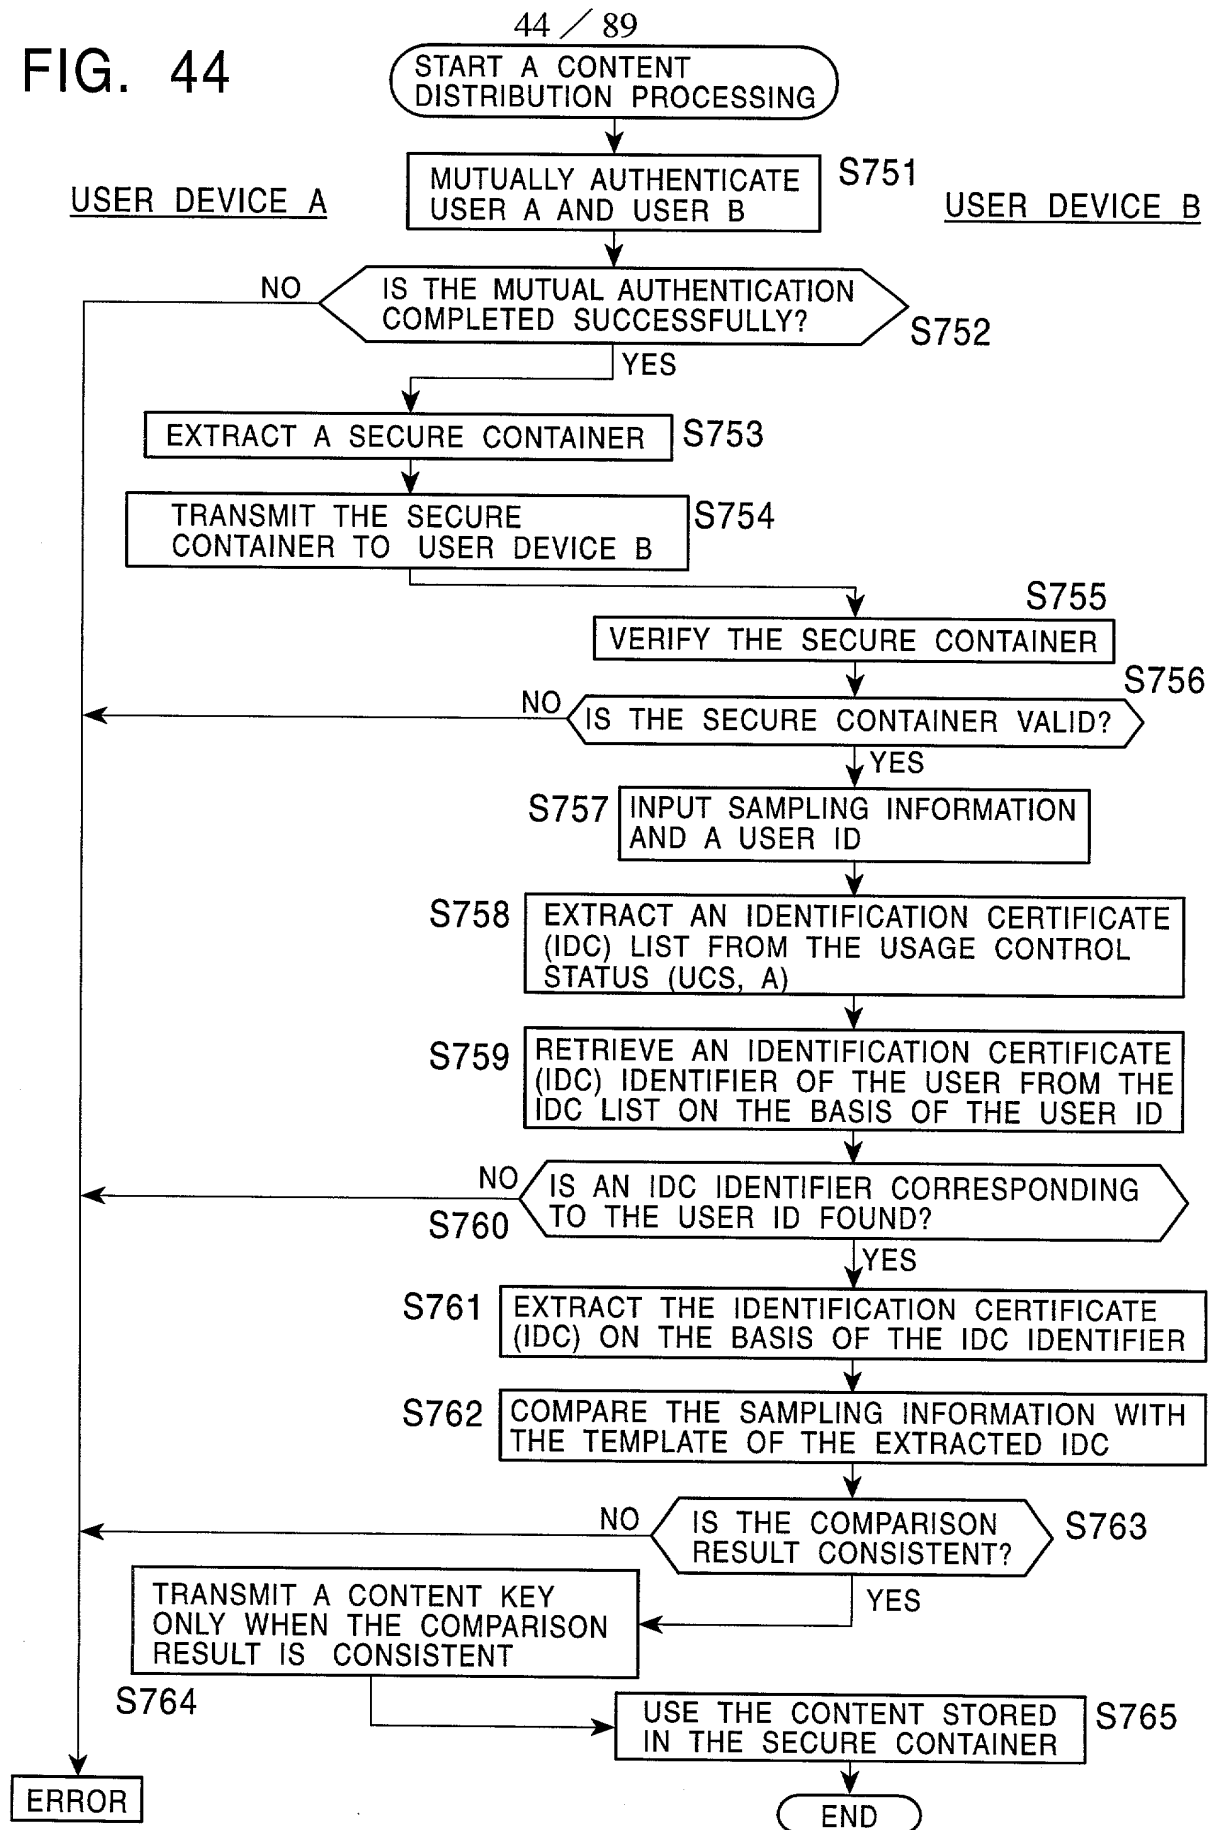 44 / 89
FIG. 44
START A CONTENT
DISTRIBUTION PROCESSING
USER DEVICE A
MUTUALLY AUTHENTICATE
USER A AND USER B
S751
USER DEVICE B
NO
IS THE MUTUAL AUTHENTICATION
COMPLETED SUCCESSFULLY?
S752
YES
EXTRACT A SECURE CONTAINER
S753
TRANSMIT THE SECURE
CONTAINER TO USER DEVICE B
S754
S755
VERIFY THE SECURE CONTAINER
S756
NO
IS THE SECURE CONTAINER VALID?
YES
S757
INPUT SAMPLING INFORMATION
AND A USER ID
S758
EXTRACT AN IDENTIFICATION CERTIFICATE
(IDC) LIST FROM THE USAGE CONTROL
STATUS (UCS, A)
S759
RETRIEVE AN IDENTIFICATION CERTIFICATE
(IDC) IDENTIFIER OF THE USER FROM THE
IDC LIST ON THE BASIS OF THE USER ID
NO
S760
IS AN IDC IDENTIFIER CORRESPONDING
TO THE USER ID FOUND?
YES
S761
EXTRACT THE IDENTIFICATION CERTIFICATE
(IDC) ON THE BASIS OF THE IDC IDENTIFIER
S762
COMPARE THE SAMPLING INFORMATION WITH
THE TEMPLATE OF THE EXTRACTED IDC
NO
IS THE COMPARISON
RESULT CONSISTENT?
S763
YES
TRANSMIT A CONTENT KEY
ONLY WHEN THE COMPARISON
RESULT IS CONSISTENT
S764
USE THE CONTENT STORED
IN THE SECURE CONTAINER
S765
ERROR
END